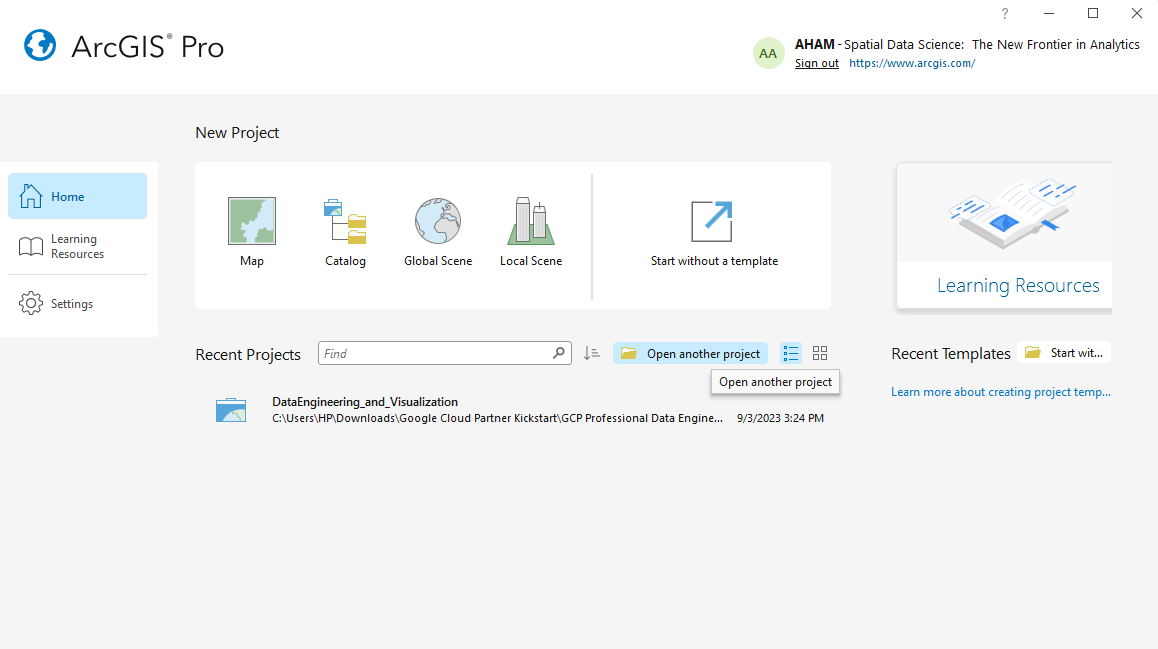 ?
ArcGIS® Pro
AA
AHAM - Spatial Data Science: The New Frontier in Analytics
Sign out https://www.arcgis.com/
New Project
Home
Learning
Resources
Settings
Map
Catalog
Global Scene
Local Scene
Start without a template
Learning Resources
Recent Projects
Find
Open another project
Open another project
DataEngineering_and_Visualization
C:\Users\HP\Downloads\Google Cloud Partner Kickstart\GCP Professional Data Engine... 9/3/2023 3:24 PM
Recent Templates
Start wit...
Learn more about creating project temp...